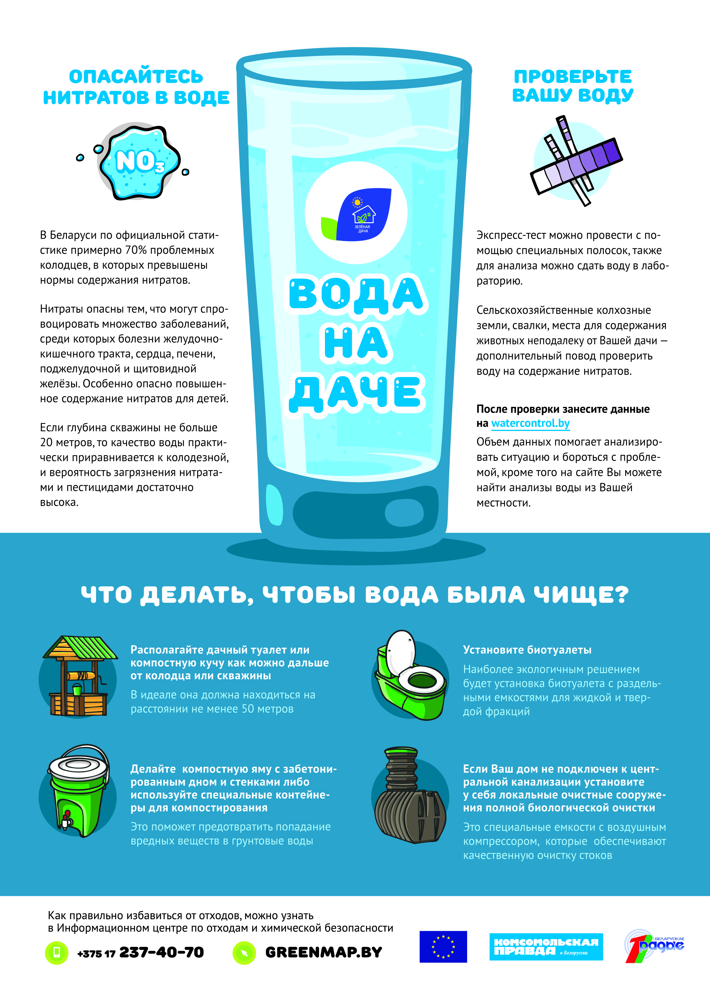 ОПАСАЙТЕСЬ
НИТРАТОВ В ВОДЕ
NO₃
В Беларуси по официальной стати-
стике примерно 70% проблемных
колодцев, в которых превышены
нормы содержания нитратов.
Нитраты опасны тем, что могут спро-
воцировать множество заболеваний,
среди которых болезни желудочно-
кишечного тракта, сердца, печени,
поджелудочной и щитовидной
желёзы. Особенно опасно повышен-
ное содержание нитратов для детей.
Если глубина скважины не больше
20 метров, то качество воды практи-
чески приравнивается к колодезной,
и вероятность загрязнения нитрата-
ми и пестицидами достаточно
высока.
ЗЕЛЁНАЯ
ДАЧА
ВОДА
НА
ДАЧЕ
ПРОВЕРЬТЕ
ВАШУ ВОДУ
Экспресс-тест можно провести с по-
мощью специальных полосок, также
для анализа можно сдать воду в лабо-
раторию.
Сельскохозяйственные колхозные
земли, свалки, места для содержания
животных неподалеку от Вашей дачи —
дополнительный повод проверить
воду на содержание нитратов.
После проверки занесите данные
на watercontrol.by
Объем данных помогает анализиро-
вать ситуацию и бороться с пробле-
мой, кроме того на сайте Вы можете
найти анализы воды из Вашей
местности.
ЧТО ДЕЛАТЬ, ЧТОБЫ ВОДА БЫЛА ЧИЩЕ?
Располагайте дачный туалет или
компостную кучу как можно дальше
от колодца или скважины
В идеале она должна находиться на
расстоянии не менее 50 метров
Установите биотуалеты
Наиболее экологичным решением
будет установка биотуалета с раздель-
ными емкостями для жидкой и твер-
дой фракций
Делайте компостную яму с забетони-
рованным дном и стенками либо
используйте специальные контейне-
ры для компостирования
Это поможет предотвратить попадание
вредных веществ в грунтовые воды
Если Ваш дом не подключен к цент-
ральной канализации установите
у себя локальные очистные сооруже-
ния полной биологической очистки
Это специальные емкости с воздушным
компрессором, которые обеспечивают
качественную очистку стоков
Как правильно избавиться от отходов, можно узнать
в Информационном центре по отходам и химической безопасности
+375 17 237-40-70
GREENMAP.BY
КОМСОМОЛЬСКАЯ
ПРАВДА в Белоруссии
БЕЛАРУСКАЕ
1 Радыё